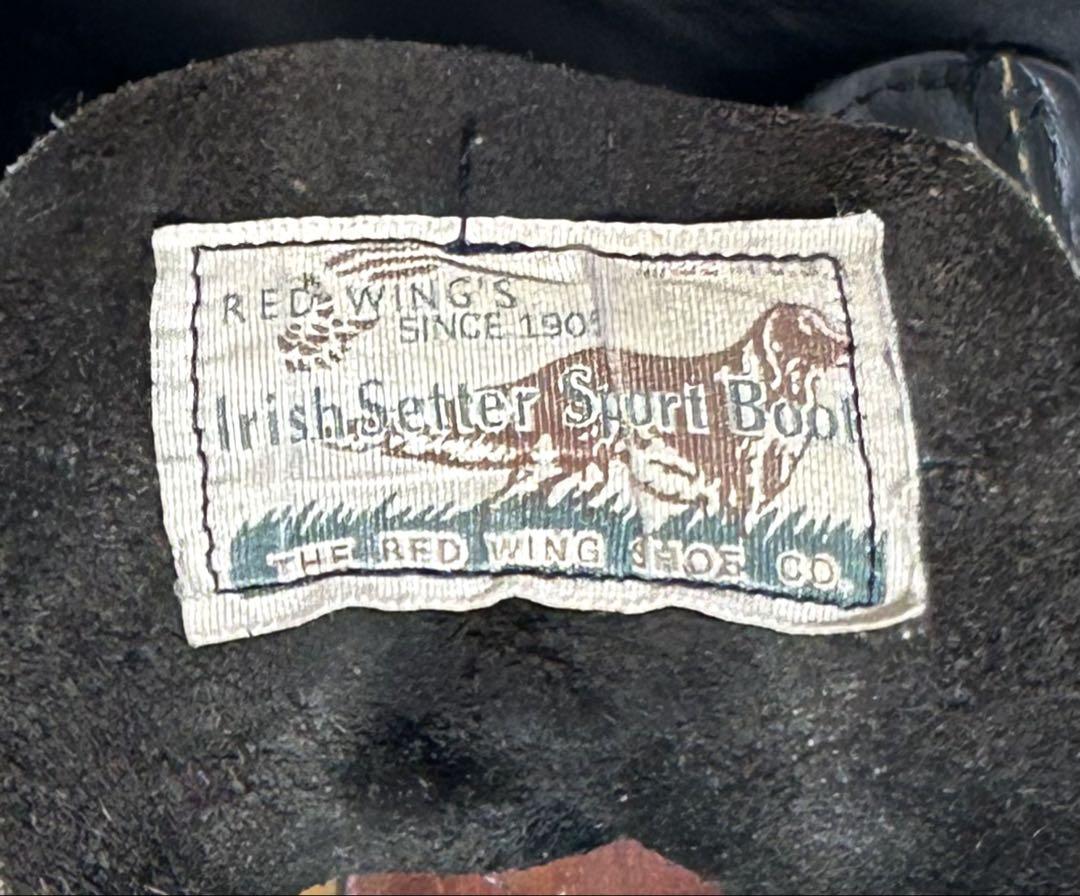 RED WING'S
SINCE 1905
Irish Setter Sport Boot
THE RED WING SHOE CO.